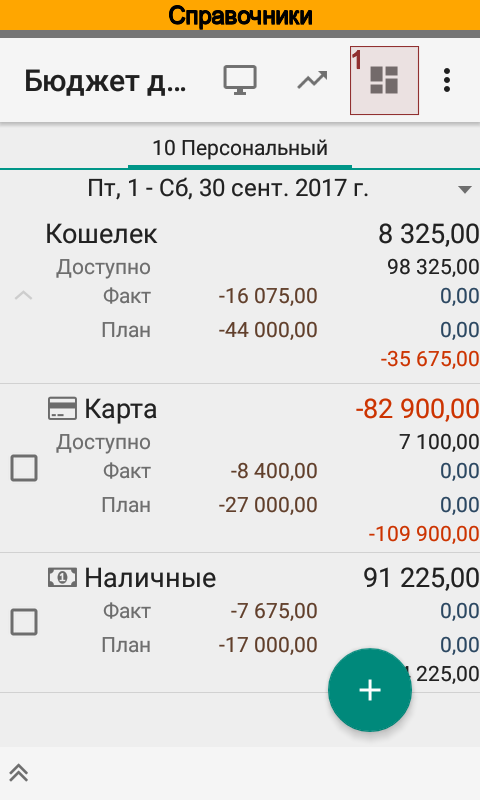 Справочники
Бюджет д...
1
10 Персональный
Пт, 1 - Сб, 30 сент. 2017 г.
Кошелек 8 325,00
Доступно 98 325,00
Факт -16 075,00 0,00
План -44 000,00 0,00
-35 675,00
Карта -82 900,00
Доступно 7 100,00
Факт -8 400,00 0,00
План -27 000,00 0,00
-109 900,00
Наличные 91 225,00
Факт -7 675,00 0,00
План -17 000,00 0,00
225,00